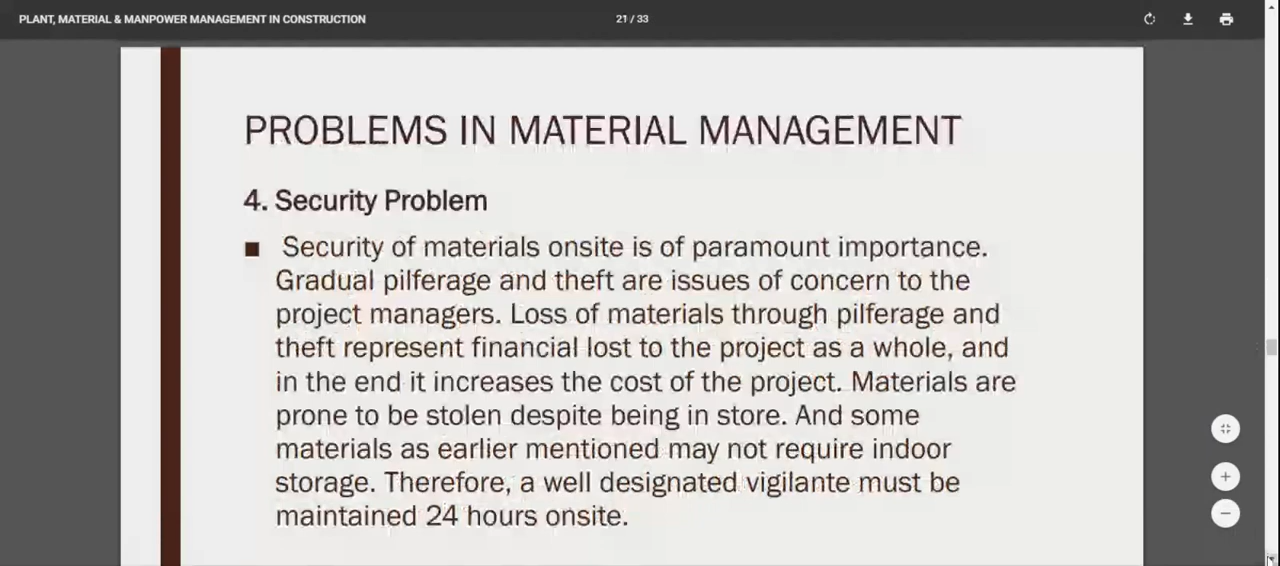 PLANT, MATERIAL & MANPOWER MANAGEMENT IN CONSTRUCTION
21 / 33
PROBLEMS IN MATERIAL MANAGEMENT
4. Security Problem
■ Security of materials onsite is of paramount importance.
Gradual pilferage and theft are issues of concern to the
project managers. Loss of materials through pilferage and
theft represent financial lost to the project as a whole, and
in the end it increases the cost of the project. Materials are
prone to be stolen despite being in store. And some
materials as earlier mentioned may not require indoor
storage. Therefore, a well designated vigilante must be
maintained 24 hours onsite.